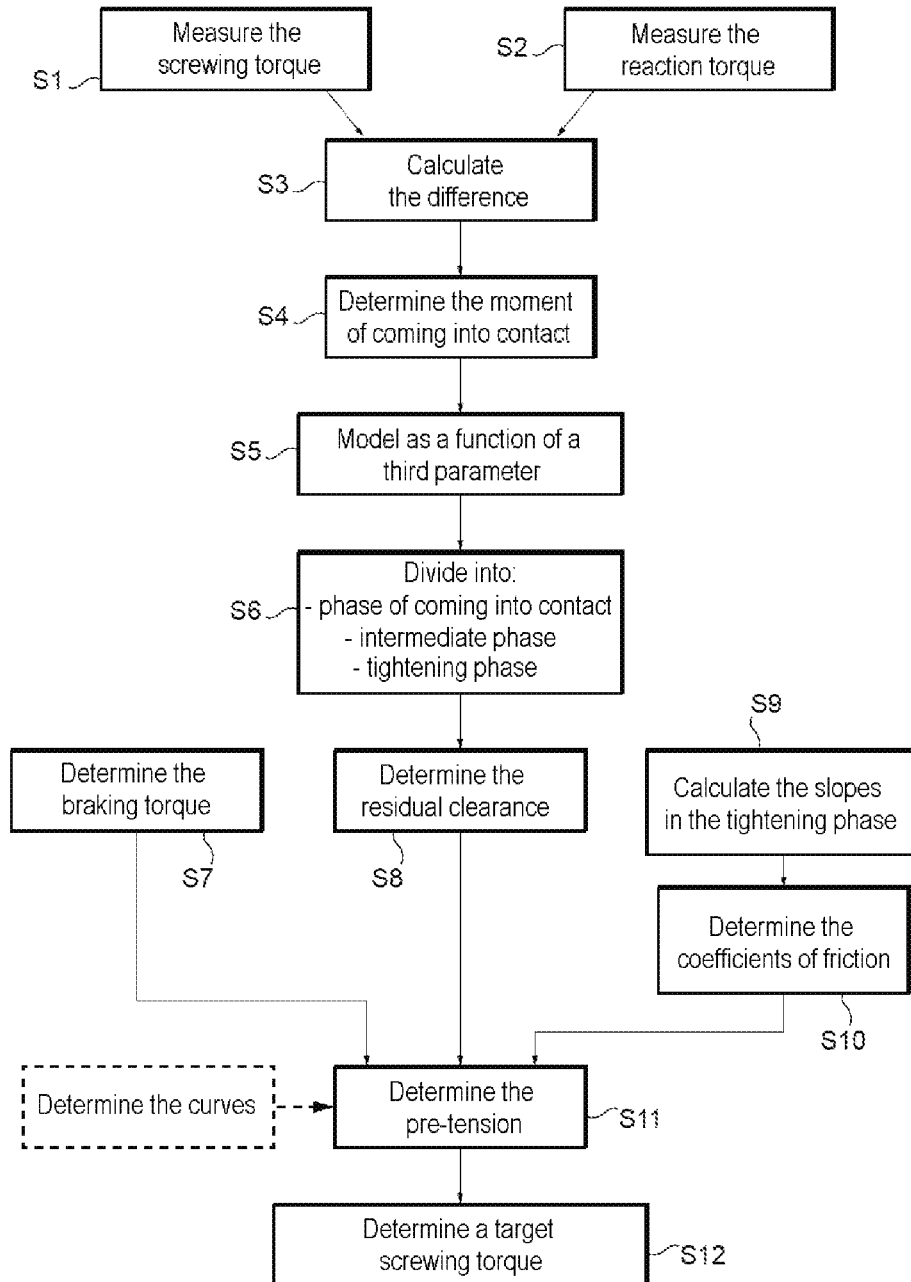 Measure the
screwing torque
S1
Measure the
reaction torque
S2
Calculate
the difference
S3
Determine the moment
of coming into contact
S4
Model as a function of a
third parameter
S5
Divide into:
- phase of coming into contact
- intermediate phase
- tightening phase
S6
Determine the
braking torque
S7
Determine the
residual clearance
S8
S9
Calculate the slopes
in the tightening phase
Determine the
coefficients of friction
S10
Determine the curves
Determine the
pre-tension
S11
Determine a target
screwing torque
S12